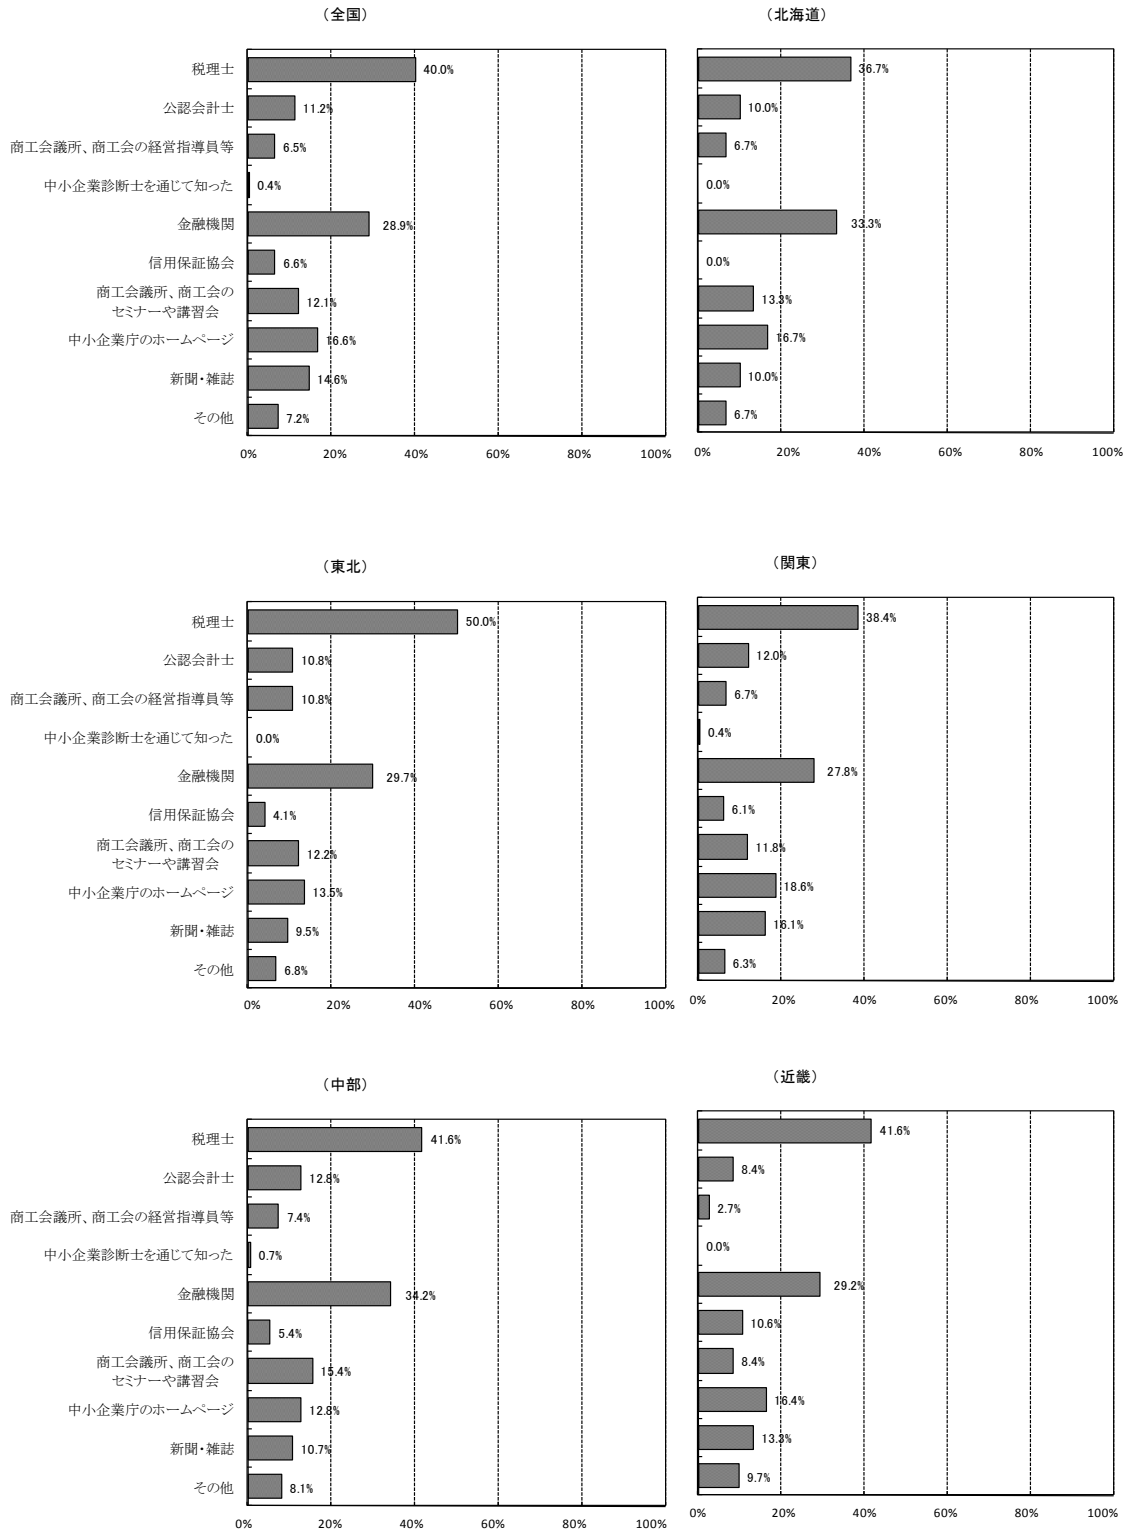 （全国）
税理士
40.0%
公認会計士
11.2%
商工会議所、商工会の経営指導員等
6.5%
中小企業診断士を通じて知った
0.4%
金融機関
28.9%
信用保証協会
6.6%
商工会議所、商工会の
セミナーや講習会
12.1%
中小企業庁のホームページ
16.6%
新聞・雑誌
14.6%
その他
7.2%
0% 20% 40% 60% 80% 100%
（北海道）
36.7%
10.0%
6.7%
0.0%
33.3%
0.0%
13.3%
16.7%
10.0%
6.7%
0% 20% 40% 60% 80% 100%
（東北）
税理士
50.0%
公認会計士
10.8%
商工会議所、商工会の経営指導員等
10.8%
中小企業診断士を通じて知った
0.0%
金融機関
29.7%
信用保証協会
4.1%
商工会議所、商工会の
セミナーや講習会
12.2%
中小企業庁のホームページ
13.5%
新聞・雑誌
9.5%
その他
6.8%
0% 20% 40% 60% 80% 100%
（関東）
38.4%
12.0%
6.7%
0.4%
27.8%
6.1%
11.8%
18.6%
16.1%
6.3%
0% 20% 40% 60% 80% 100%
（中部）
税理士
41.6%
公認会計士
12.8%
商工会議所、商工会の経営指導員等
7.4%
中小企業診断士を通じて知った
0.7%
金融機関
34.2%
信用保証協会
5.4%
商工会議所、商工会の
セミナーや講習会
15.4%
中小企業庁のホームページ
12.8%
新聞・雑誌
10.7%
その他
8.1%
0% 20% 40% 60% 80% 100%
（近畿）
41.6%
8.4%
2.7%
0.0%
29.2%
10.6%
8.4%
16.4%
13.3%
9.7%
0% 20% 40% 60% 80% 100%